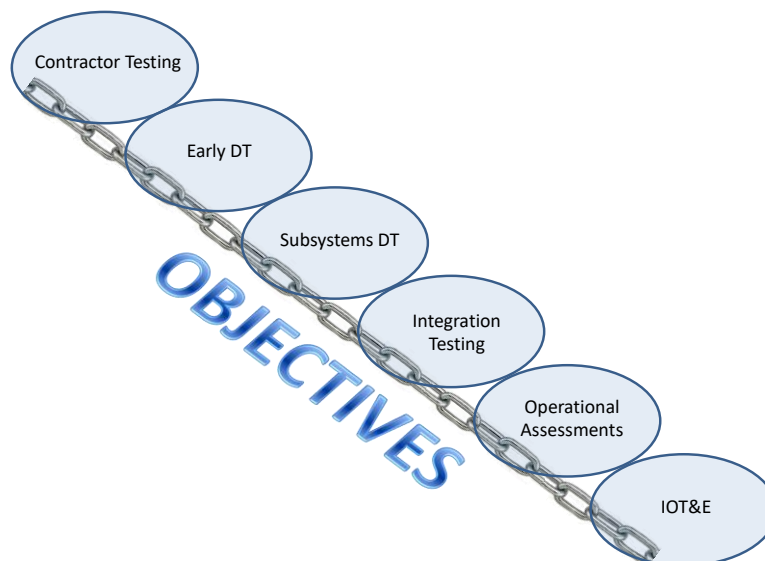 Contractor Testing
Early DT
Subsystems DT
Integration
Testing
Operational
Assessments
IOT&E
OBJECTIVES